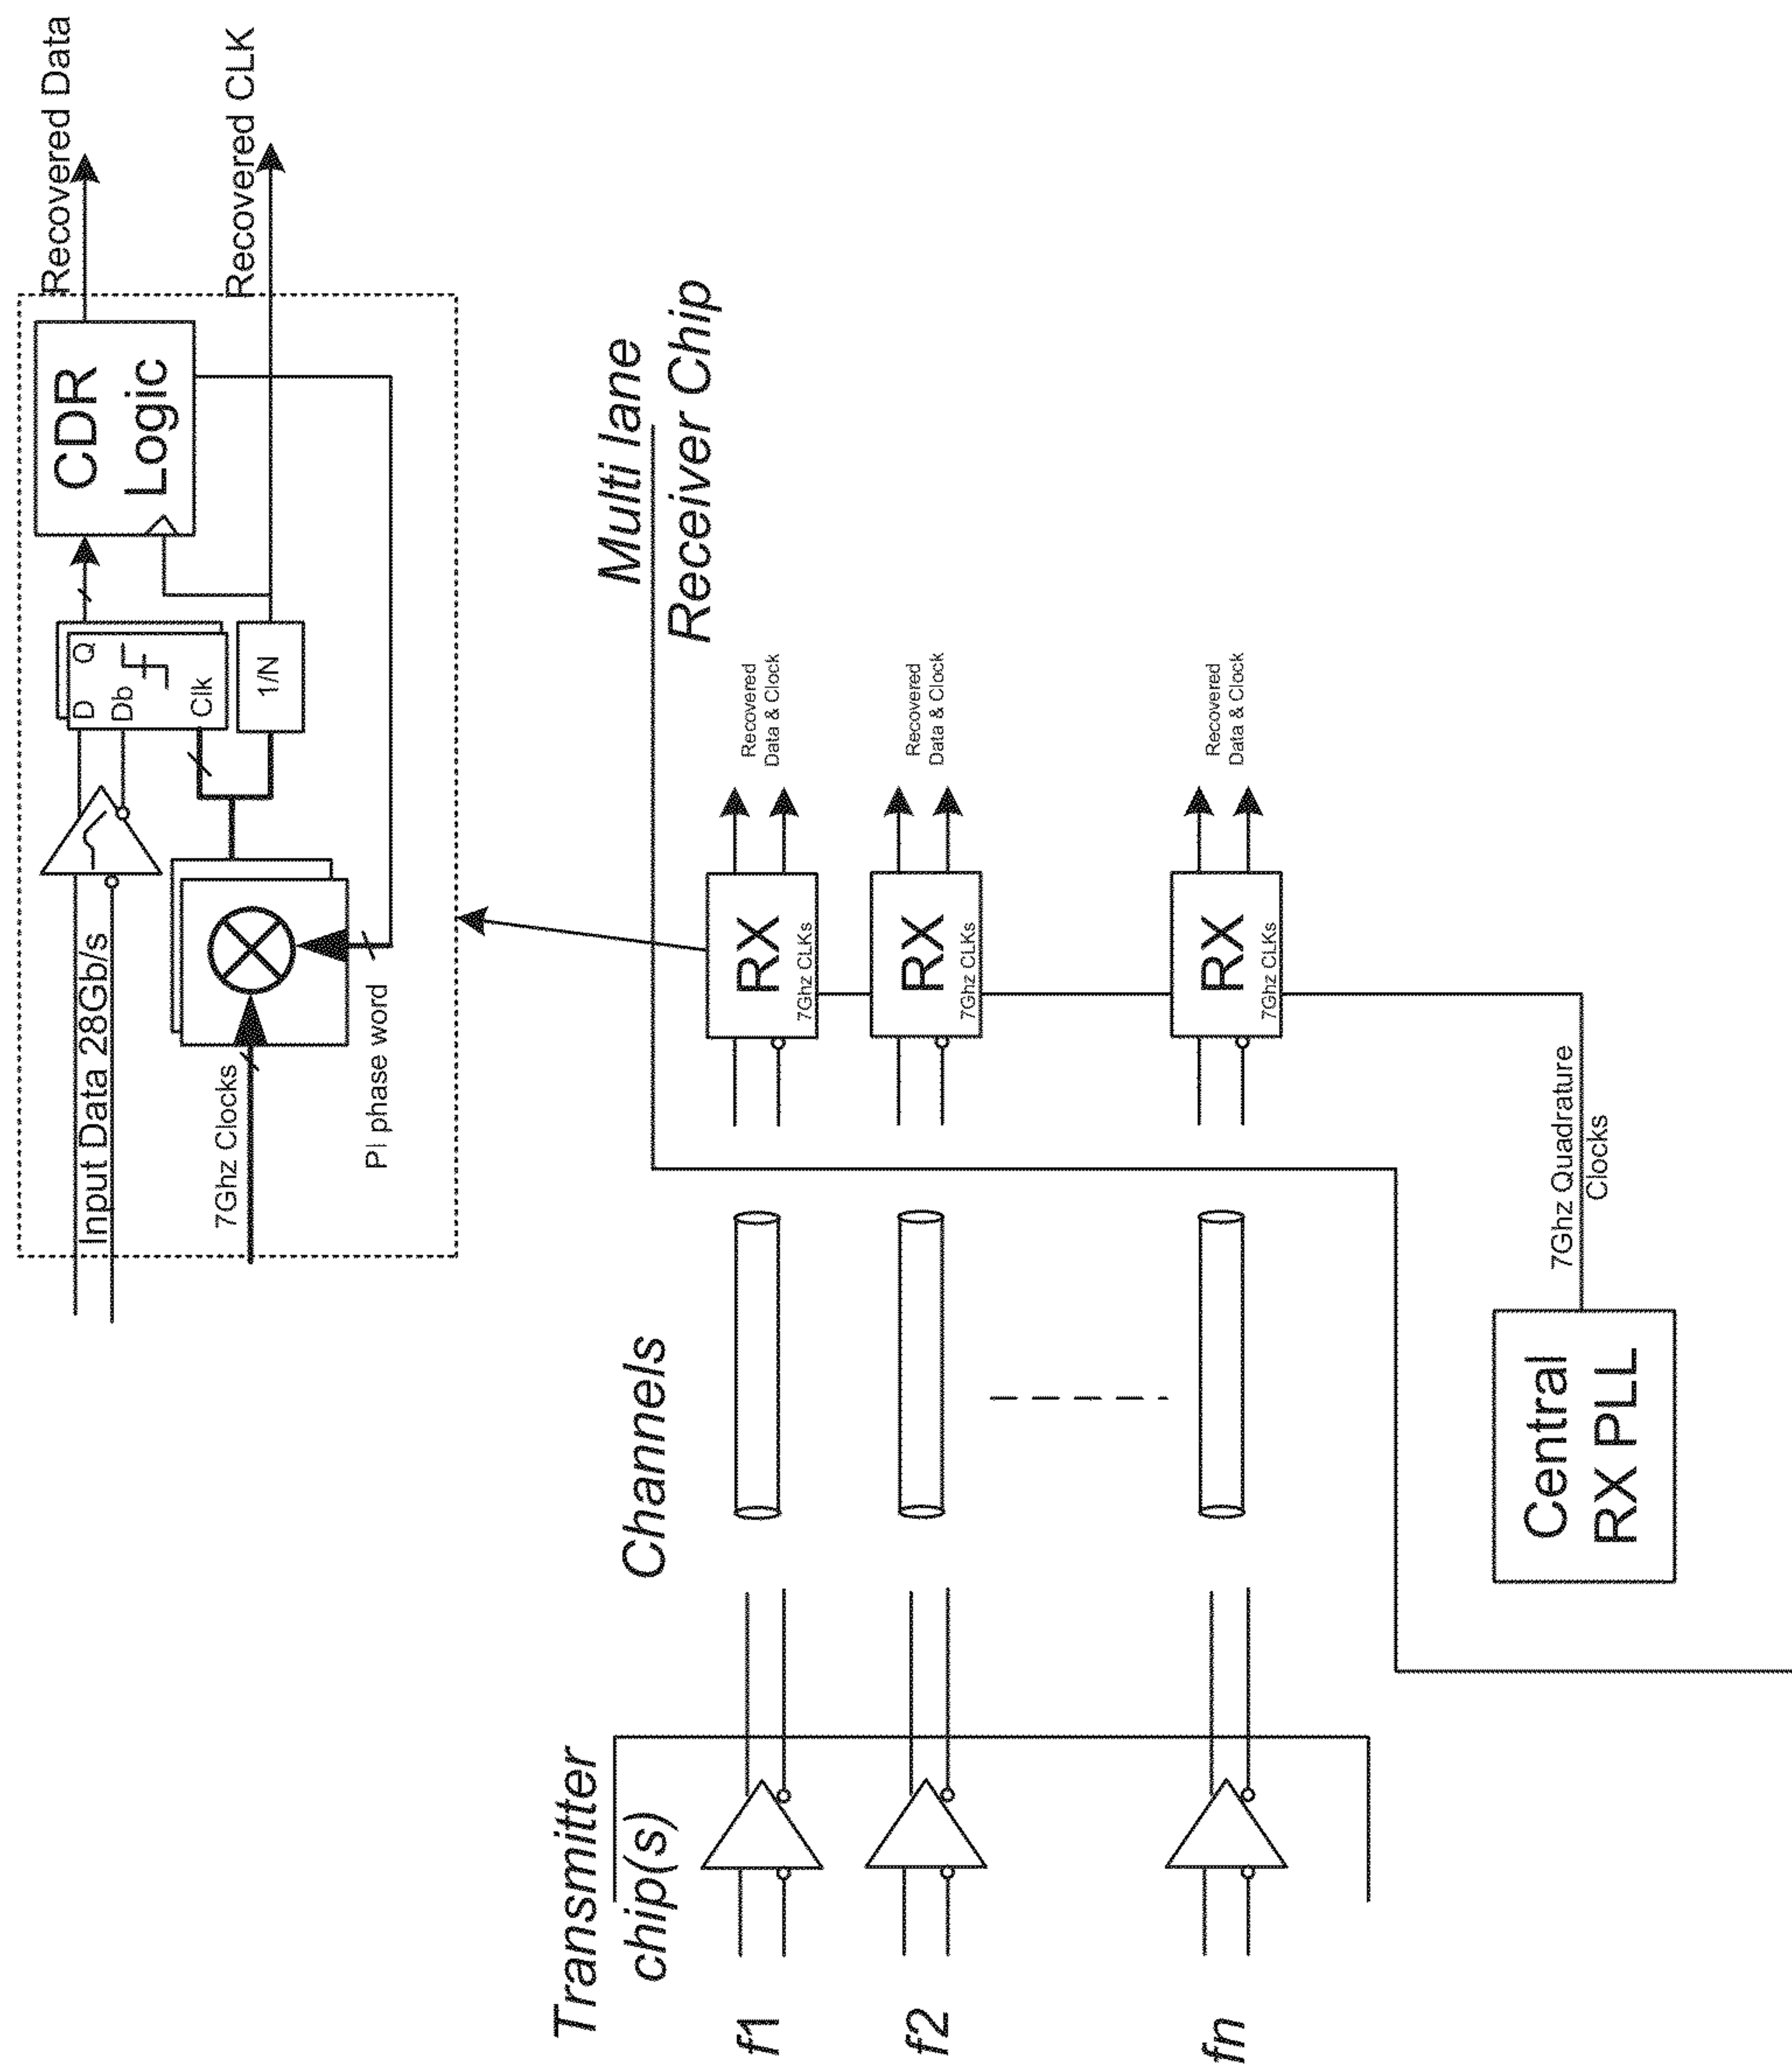 Recovered Data
Recovered CLK
CDR
Logic
D
Q
Db
Clk
1/N
Input Data 28Gb/s
7Ghz Clocks
PI phase word
Multi lane
Receiver Chip
Transmitter
chip(s)
Channels
f1
RX
7Ghz CLKs
Recovered
Data & Clock
f2
RX
7Ghz CLKs
Recovered
Data & Clock
fn
RX
7Ghz CLKs
Recovered
Data & Clock
7Ghz Quadrature
Clocks
Central
RX PLL